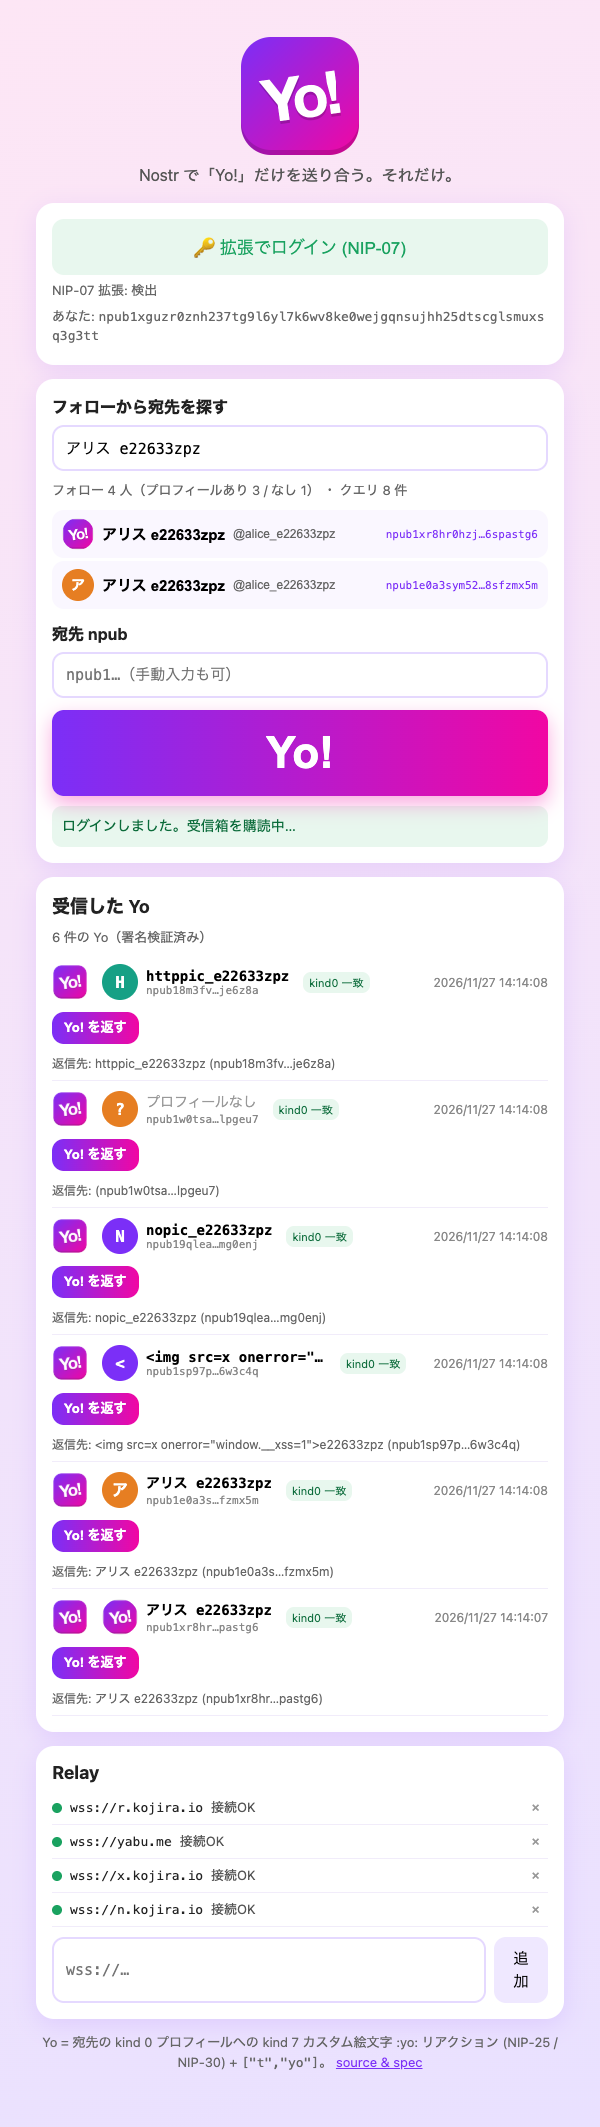 Yo!
Nostr で「Yo!」だけを送り合う。それだけ。
🔑 拡張でログイン (NIP-07)
NIP-07 拡張: 検出
あなた: npub1xguzr0znh237tg9l6yl7k6wv8ke0wejgqnsujhh25dtscglsmuxs
q3g3tt
フォローから宛先を探す
アリス e22633zpz
フォロー 4 人（プロフィールあり 3 / なし 1） ・ クエリ 8 件
Yo! アリス e22633zpz @alice_e22633zpz npub1xr8hr0hzj…6spastg6
ア アリス e22633zpz @alice_e22633zpz npub1e0a3sym52…8sfzmx5m
宛先 npub
npub1…（手動入力も可）
Yo!
ログインしました。受信箱を購読中…
受信した Yo
6 件の Yo（署名検証済み）
Yo! H httppic_e22633zpz kind0 一致 2026/11/27 14:14:08
npub18m3fv…je6z8a
Yo! を返す
返信先: httppic_e22633zpz (npub18m3fv…je6z8a)
Yo! ? プロフィールなし kind0 一致 2026/11/27 14:14:08
npub1w0tsa…lpgeu7
Yo! を返す
返信先: (npub1w0tsa…lpgeu7)
Yo! N nopic_e22633zpz kind0 一致 2026/11/27 14:14:08
npub19qlea…mg0enj
Yo! を返す
返信先: nopic_e22633zpz (npub19qlea…mg0enj)
Yo! < <img src=x onerror="… kind0 一致 2026/11/27 14:14:08
npub1sp97p…6w3c4q
Yo! を返す
返信先: <img src=x onerror="window.__xss=1">e22633zpz (npub1sp97p…6w3c4q)
Yo! ア アリス e22633zpz kind0 一致 2026/11/27 14:14:08
npub1e0a3s…fzmx5m
Yo! を返す
返信先: アリス e22633zpz (npub1e0a3s…fzmx5m)
Yo! Yo! アリス e22633zpz kind0 一致 2026/11/27 14:14:07
npub1xr8hr…pastg6
Yo! を返す
返信先: アリス e22633zpz (npub1xr8hr…pastg6)
Relay
wss://r.kojira.io 接続OK ×
wss://yabu.me 接続OK ×
wss://x.kojira.io 接続OK ×
wss://n.kojira.io 接続OK ×
wss://…
追
加
Yo = 宛先の kind 0 プロフィールへの kind 7 カスタム絵文字 :yo: リアクション (NIP-25 /
NIP-30) + ["t","yo"]。 source & spec